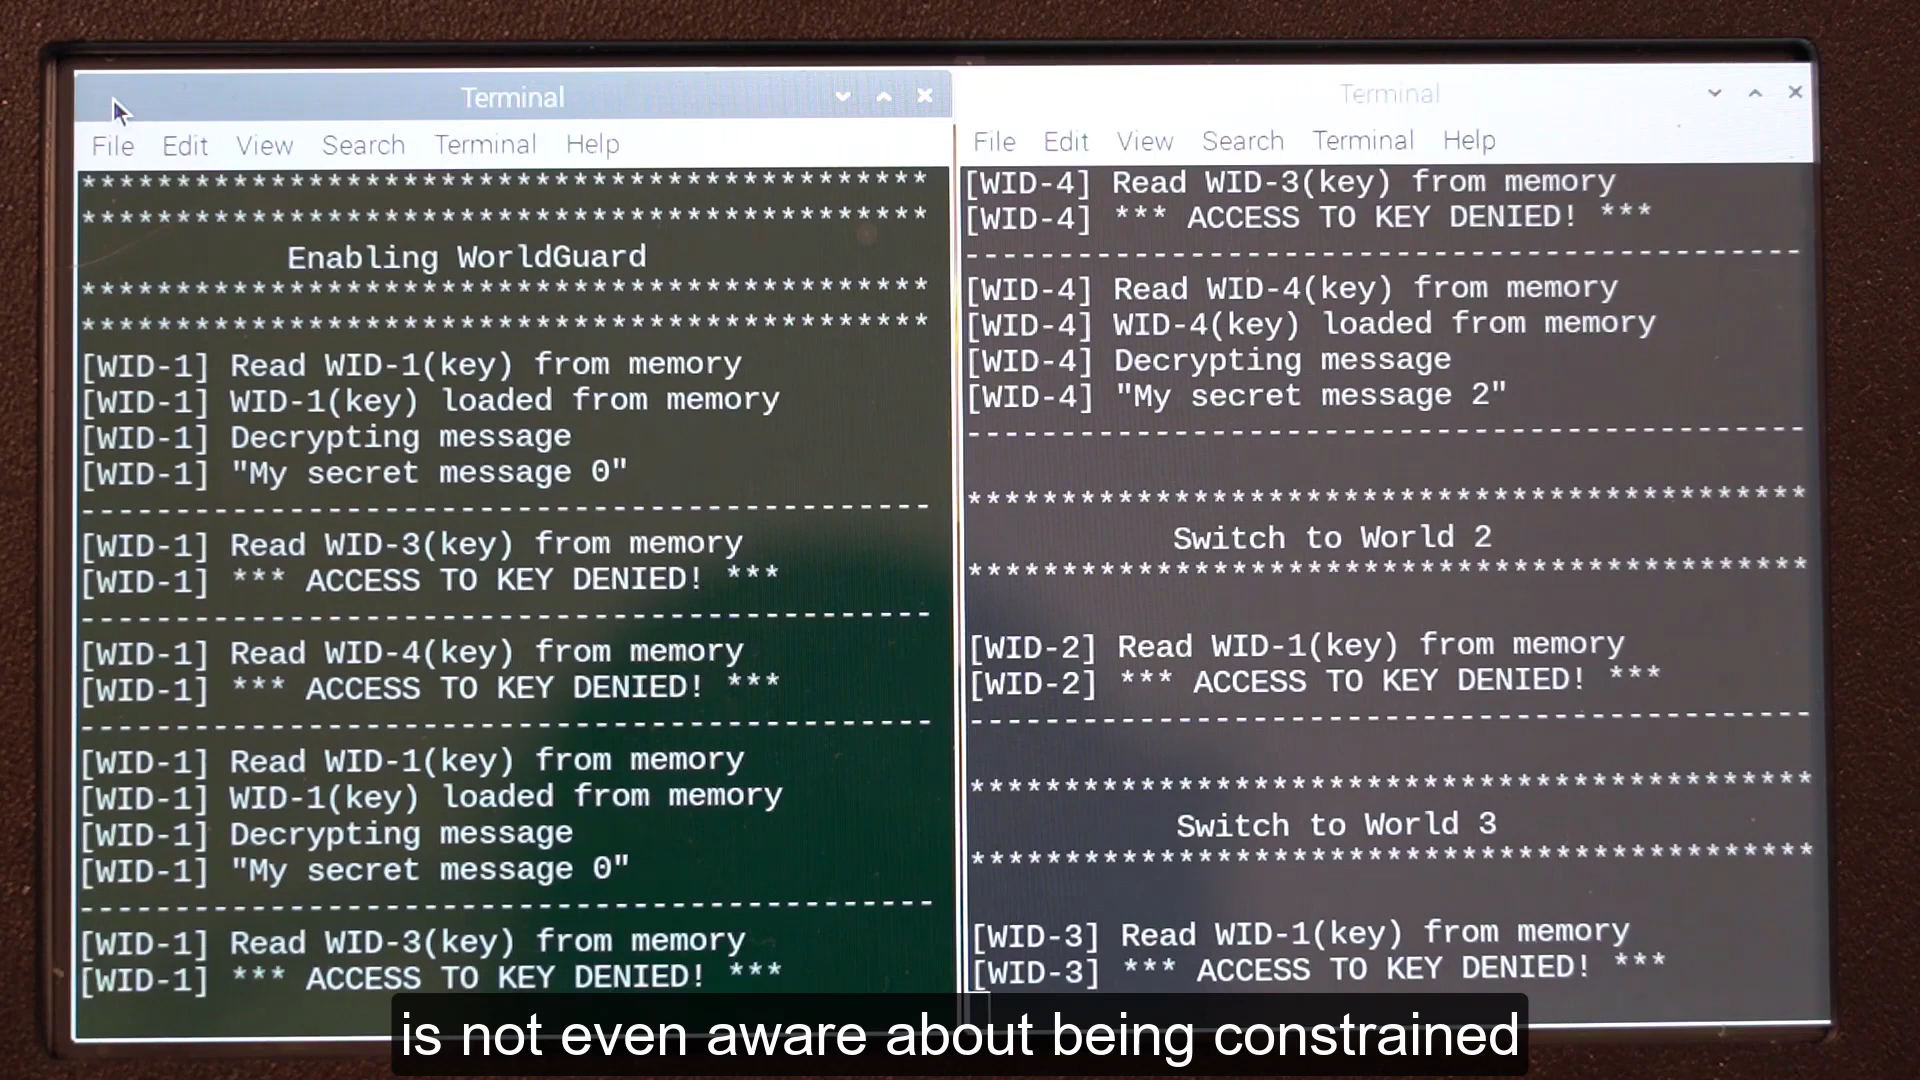 Terminal
File Edit View Search Terminal Help
*********************************************
*********************************************
Enabling WorldGuard
*********************************************
*********************************************
[WID-1] Read WID-1(key) from memory
[WID-1] WID-1(key) loaded from memory
[WID-1] Decrypting message
[WID-1] "My secret message 0"
---------------------------------------------
[WID-1] Read WID-3(key) from memory
[WID-1] *** ACCESS TO KEY DENIED! ***
---------------------------------------------
[WID-1] Read WID-4(key) from memory
[WID-1] *** ACCESS TO KEY DENIED! ***
---------------------------------------------
[WID-1] Read WID-1(key) from memory
[WID-1] WID-1(key) loaded from memory
[WID-1] Decrypting message
[WID-1] "My secret message 0"
---------------------------------------------
[WID-1] Read WID-3(key) from memory
[WID-1] *** ACCESS TO KEY DENIED! ***
Terminal
File Edit View Search Terminal Help
[WID-4] Read WID-3(key) from memory
[WID-4] *** ACCESS TO KEY DENIED! ***
---------------------------------------------
[WID-4] Read WID-4(key) from memory
[WID-4] WID-4(key) loaded from memory
[WID-4] Decrypting message
[WID-4] "My secret message 2"
---------------------------------------------
*********************************************
Switch to World 2
*********************************************
[WID-2] Read WID-1(key) from memory
[WID-2] *** ACCESS TO KEY DENIED! ***
---------------------------------------------
*********************************************
Switch to World 3
*********************************************
[WID-3] Read WID-1(key) from memory
[WID-3] *** ACCESS TO KEY DENIED! ***
is not even aware about being constrained